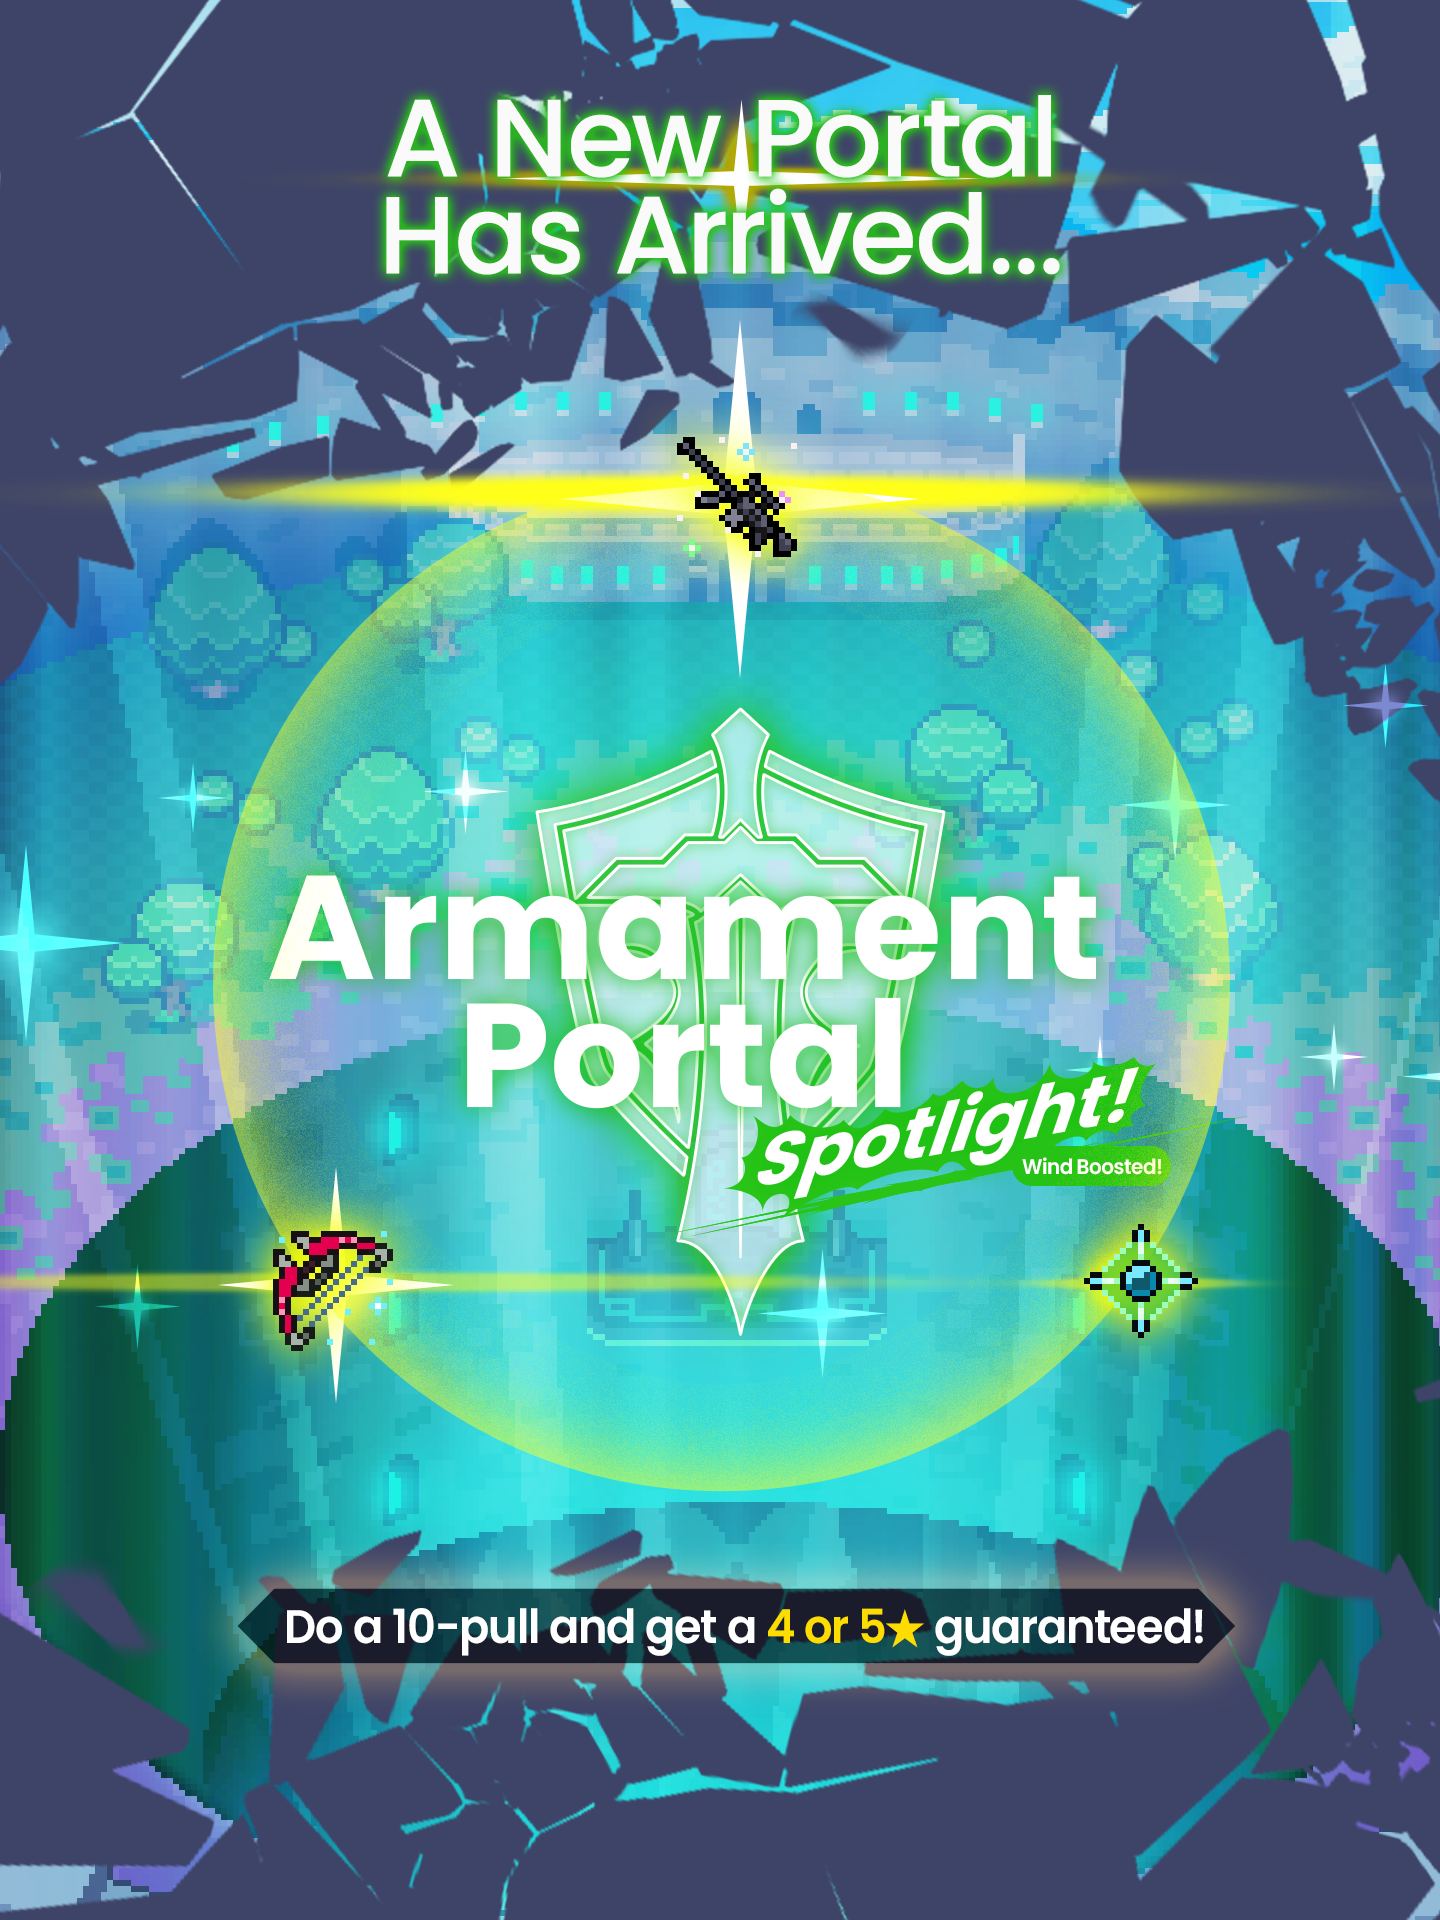 A New Portal
Has Arrived...
Armament
Portal
Spotlight!
Wind Boosted!
Do a 10-pull and get a 4 or 5★ guaranteed!